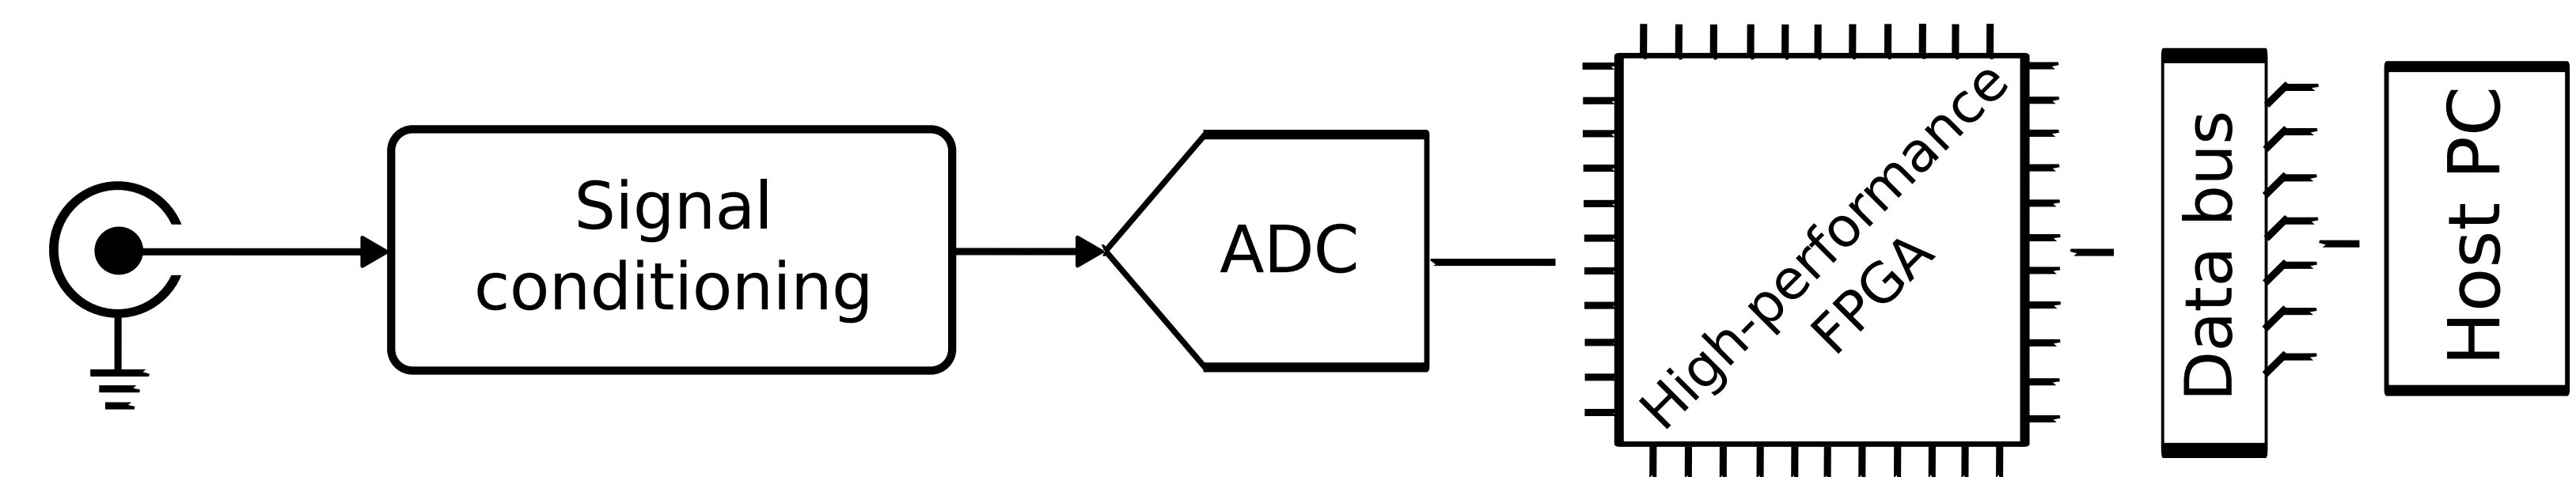 Signal
conditioning
ADC
High-performance
FPGA
Data bus
Host PC